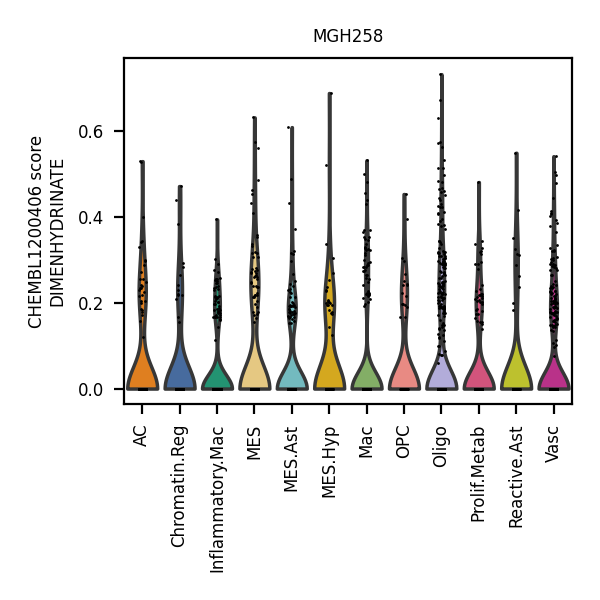 MGH258
CHEMBL1200406 score
DIMENHYDRINATE
0.6
0.4
0.2
0.0
AC
Chromatin.Reg
Inflammatory.Mac
MES
MES.Ast
MES.Hyp
Mac
OPC
Oligo
Prolif.Metab
Reactive.Ast
Vasc